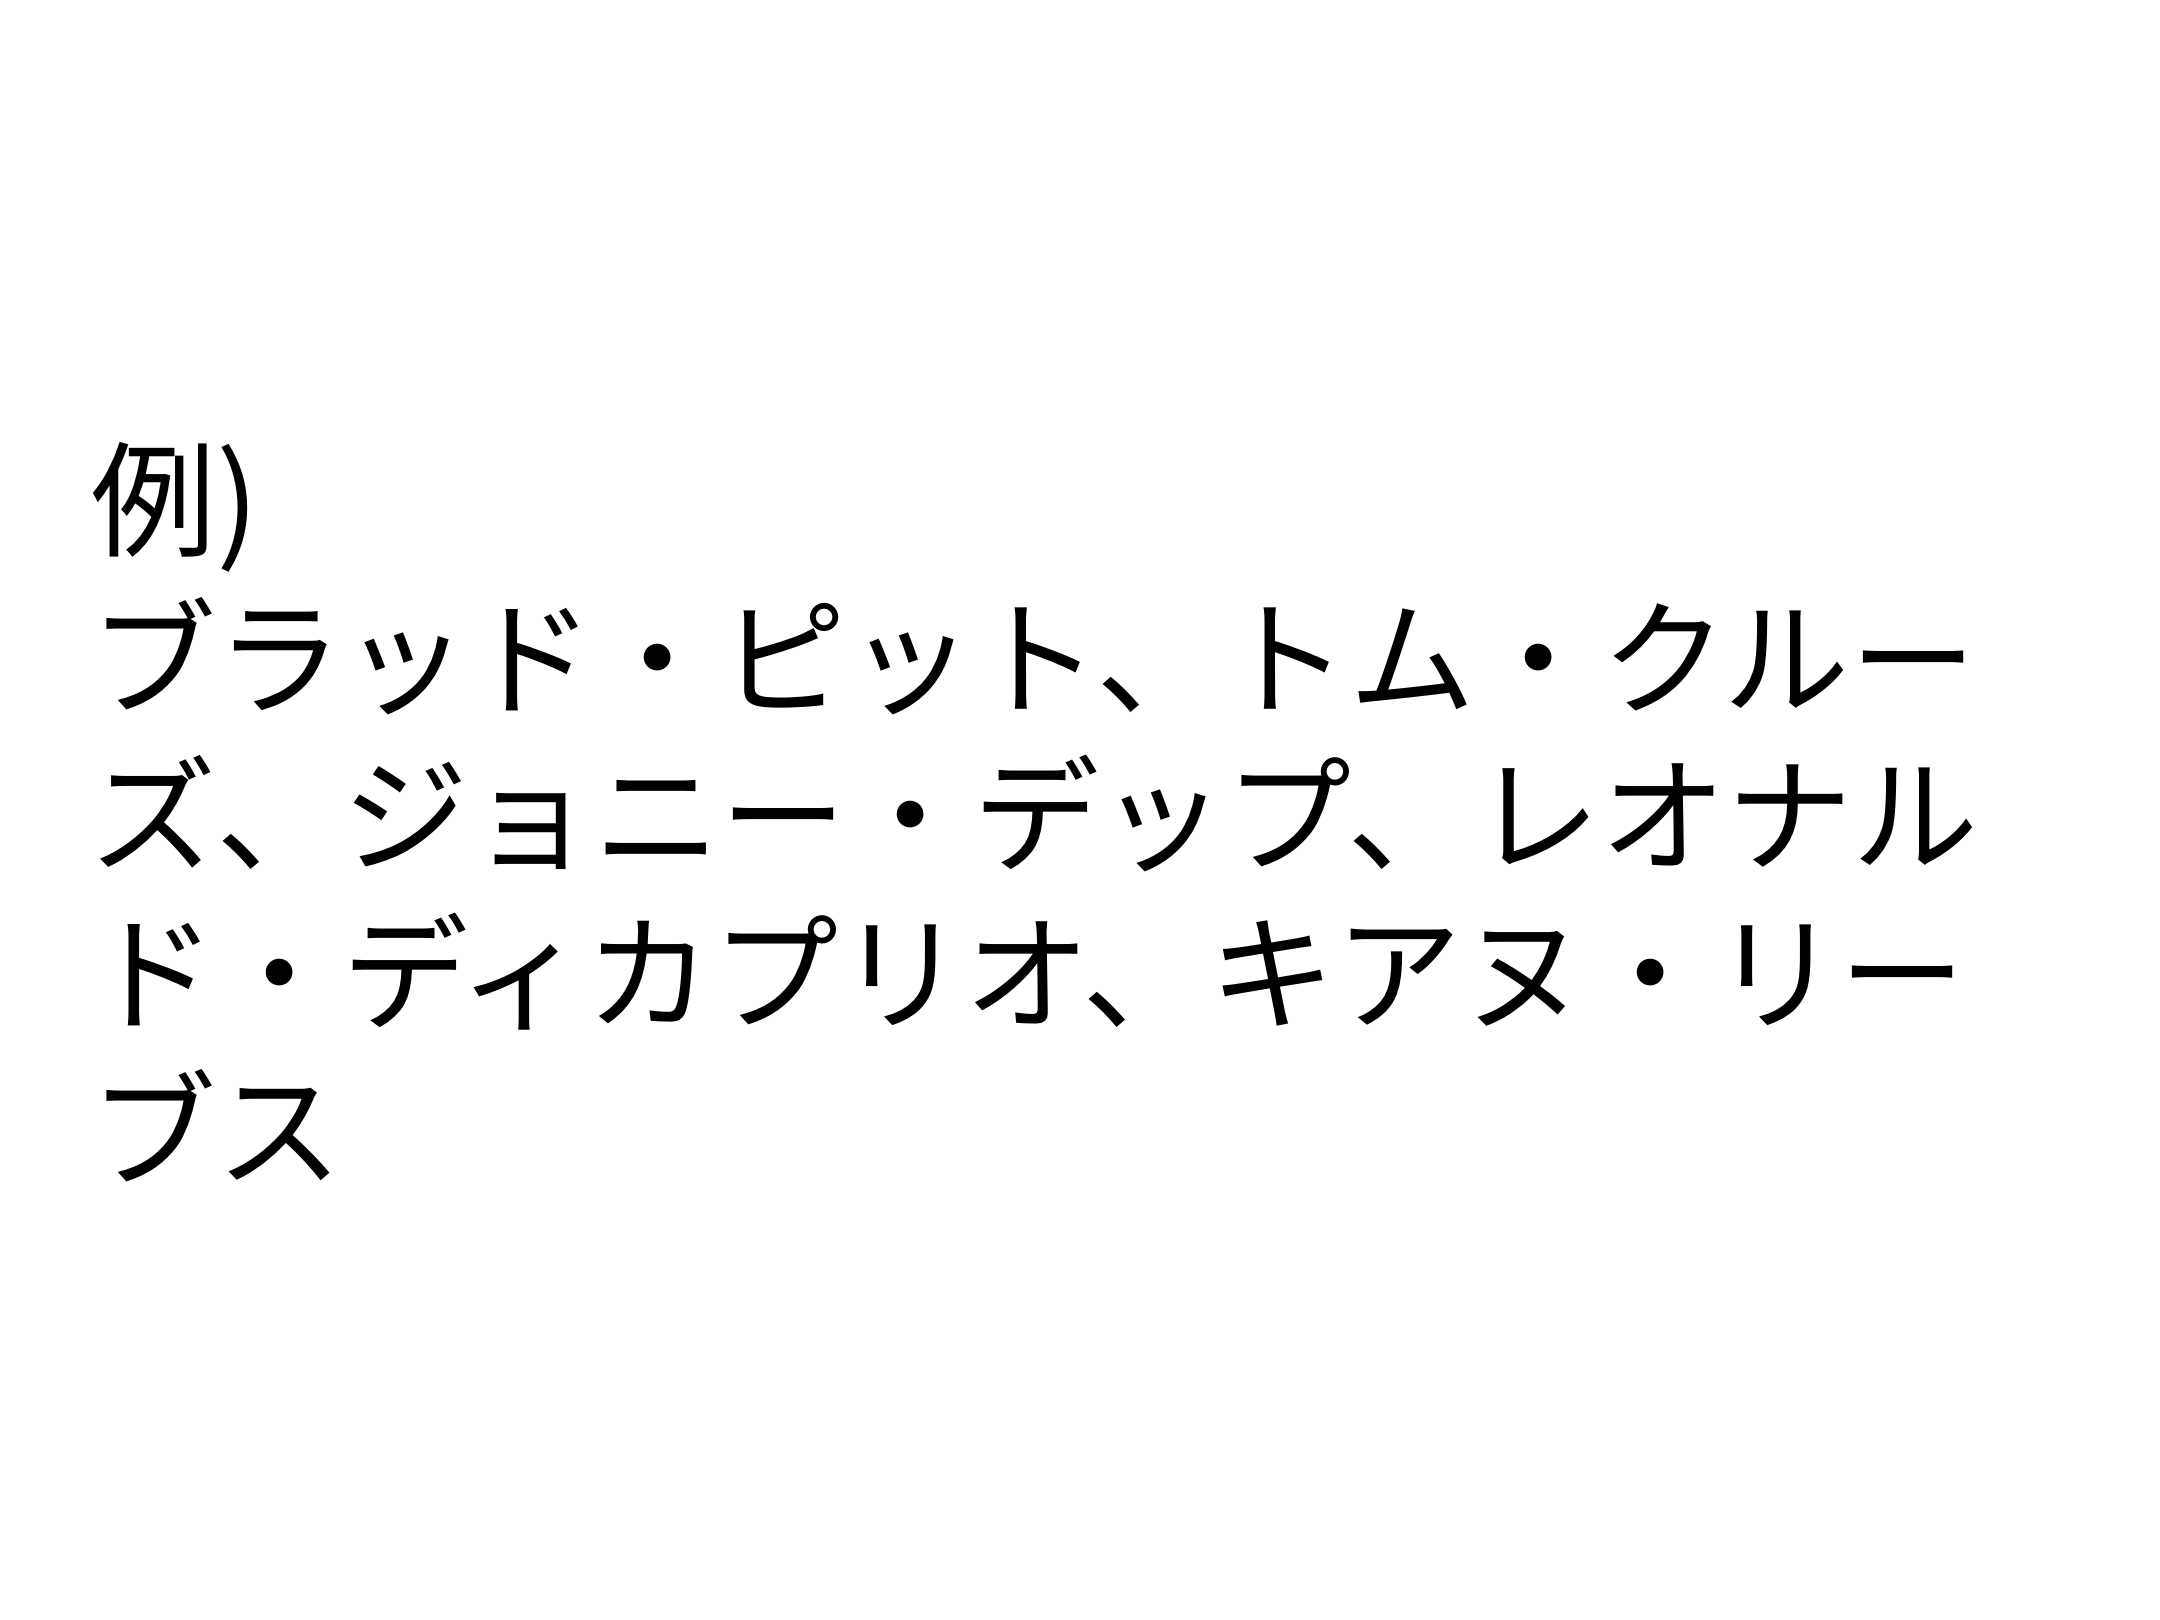 例)
ブラッド・ピット、トム・クルー
ズ、ジョニー・デップ、レオナル
ド・ディカプリオ、キアヌ・リー
ブス